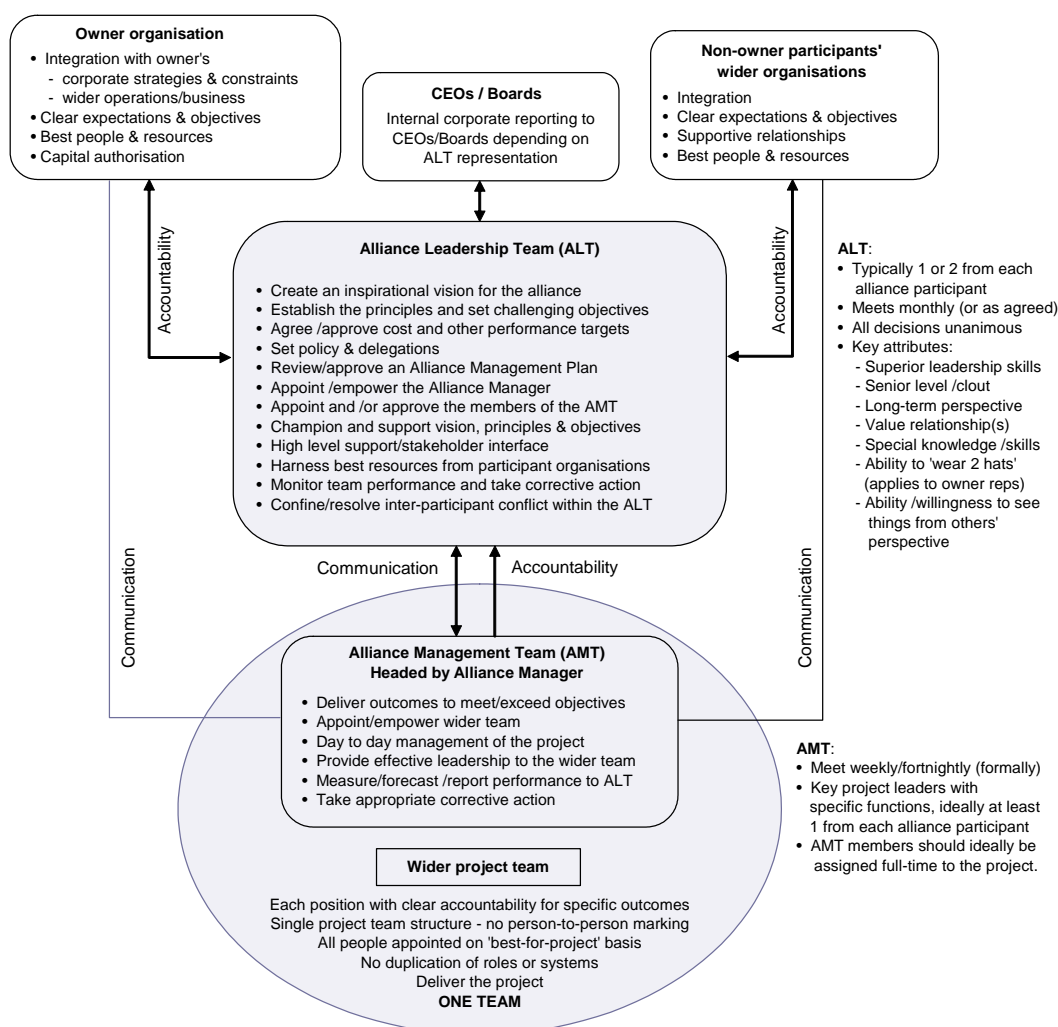 Owner organisation
• Integration with owner's
- corporate strategies & constraints
- wider operations/business
• Clear expectations & objectives
• Best people & resources
• Capital authorisation
CEOs / Boards
Internal corporate reporting to
CEOs/Boards depending on
ALT representation
Non-owner participants'
wider organisations
• Integration
• Clear expectations & objectives
• Supportive relationships
• Best people & resources
Accountability
Accountability
Alliance Leadership Team (ALT)
• Create an inspirational vision for the alliance
• Establish the principles and set challenging objectives
• Agree /approve cost and other performance targets
• Set policy & delegations
• Review/approve an Alliance Management Plan
• Appoint /empower the Alliance Manager
• Appoint and /or approve the members of the AMT
• Champion and support vision, principles & objectives
• High level support/stakeholder interface
• Harness best resources from participant organisations
• Monitor team performance and take corrective action
• Confine/resolve inter-participant conflict within the ALT
ALT:
• Typically 1 or 2 from each
alliance participant
• Meets monthly (or as agreed)
• All decisions unanimous
• Key attributes:
- Superior leadership skills
- Senior level /clout
- Long-term perspective
- Value relationship(s)
- Special knowledge /skills
- Ability to 'wear 2 hats'
(applies to owner reps)
- Ability /willingness to see
things from others'
perspective
Communication
Communication
Accountability
Communication
Alliance Management Team (AMT)
Headed by Alliance Manager
• Deliver outcomes to meet/exceed objectives
• Appoint/empower wider team
• Day to day management of the project
• Provide effective leadership to the wider team
• Measure/forecast /report performance to ALT
• Take appropriate corrective action
AMT:
• Meet weekly/fortnightly (formally)
• Key project leaders with
specific functions, ideally at least
1 from each alliance participant
• AMT members should ideally be
assigned full-time to the project.
Wider project team
Each position with clear accountability for specific outcomes
Single project team structure - no person-to-person marking
All people appointed on 'best-for-project' basis
No duplication of roles or systems
Deliver the project
ONE TEAM